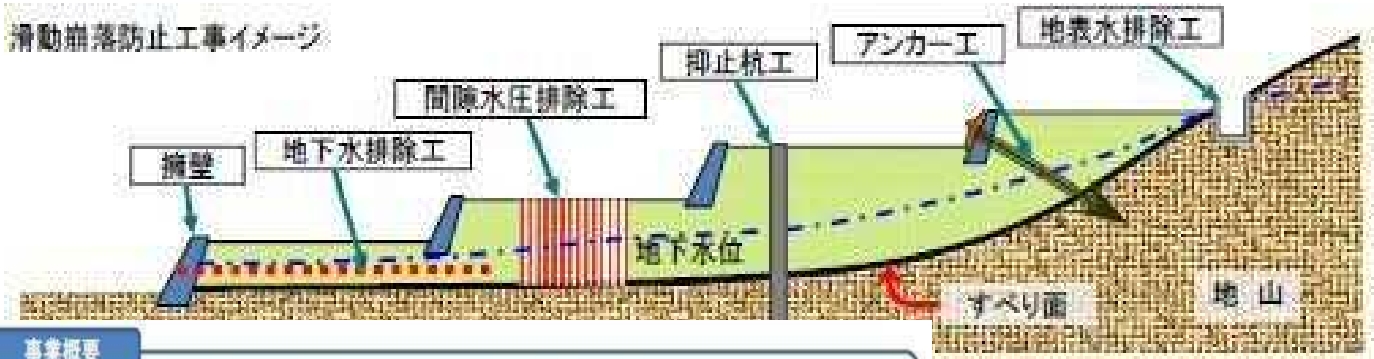 滑動崩落防止工事イメージ
地表水排除工
アンカー工
抑止杭工
間隙水圧排除工
地下水排除工
擁壁
地下水位
すべり面
地山
事業概要